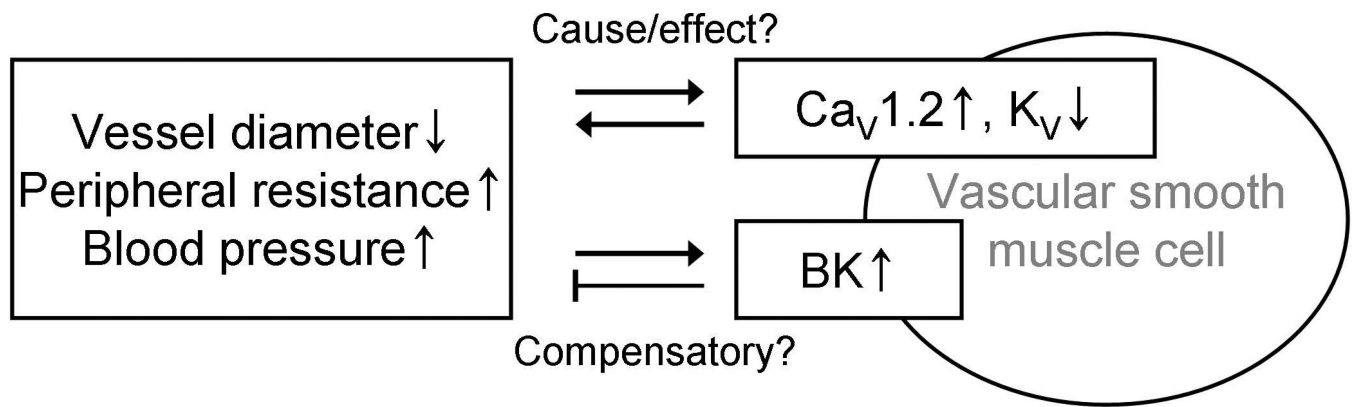 Cause/effect?
Vessel diameter↓
Peripheral resistance↑
Blood pressure↑
CaV1.2↑, KV↓
Vascular smooth
muscle cell
BK↑
Compensatory?